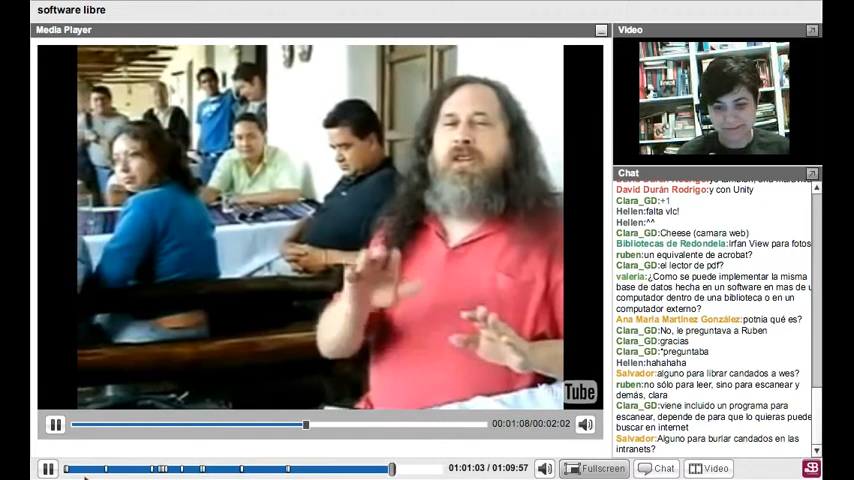 software libre
Media Player
Video
Tube
00:01:08/00:02:02
Chat
David Durán Rodrigo:y con Unity
Clara_GD:+1
Hellen:falta vlc!
Hellen:^^
Clara_GD:Cheese (camara web)
Bibliotecas de Redondela:Irfan View para fotos
ruben:un equivalente de acrobat?
Clara_GD:el lector de pdf?
valeria:¿Como se puede implementar la misma
base de datos hecha en un software en mas de u
computador dentro de una biblioteca o en un
computador externo?
Ana María Martínez González:potnia qué es?
Clara_GD:No, le preguntava a Ruben
Clara_GD:gracias
Clara_GD:*preguntaba
Hellen:hahahaha
Salvador:alguno para librar candados a wes?
ruben:no sólo para leer, sino para escanear y
demás, clara
Clara_GD:viene incluido un programa para
escanear, depende de para que lo quieras puede
buscar en internet
Salvador:Alguno para burlar candados en las
intranets?
01:01:03 / 01:09:57
Fullscreen
Chat
Video
SB